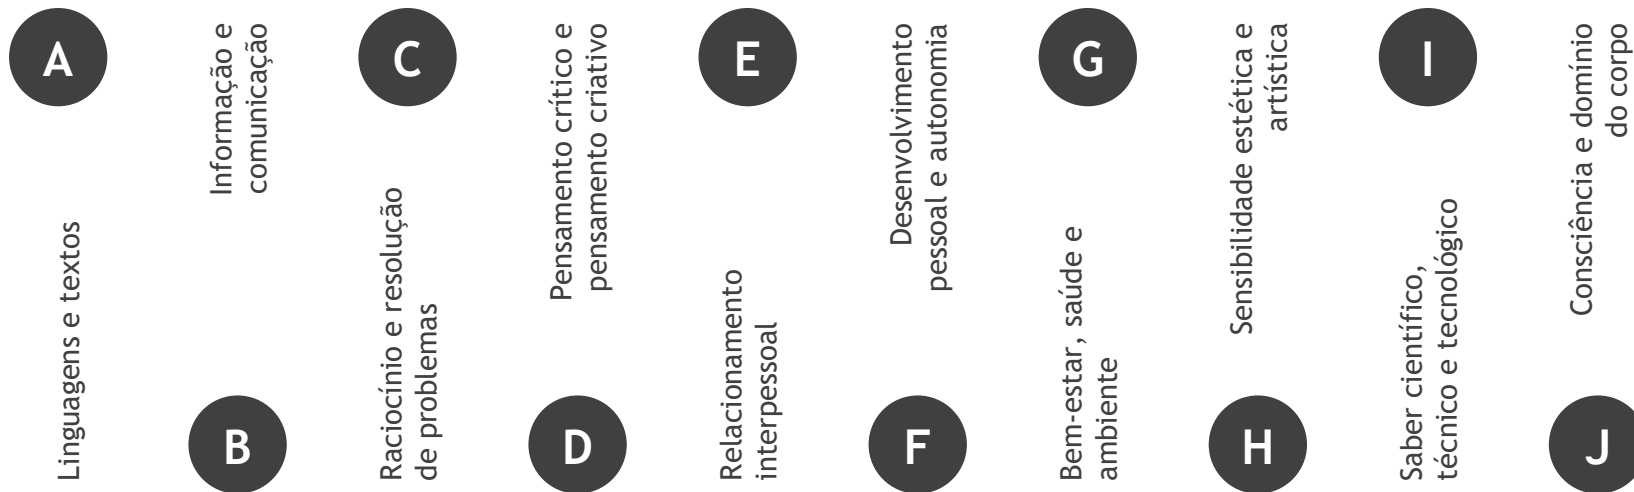 A
Linguagens e textos
Informação e
comunicação
B
C
Raciocínio e resolução
de problemas
Pensamento crítico e
pensamento criativo
D
E
Relacionamento
interpessoal
Desenvolvimento
pessoal e autonomia
F
G
Bem-estar, saúde e
ambiente
Sensibilidade estética e
artística
H
I
Saber científico,
técnico e tecnológico
Consciência e domínio
do corpo
J